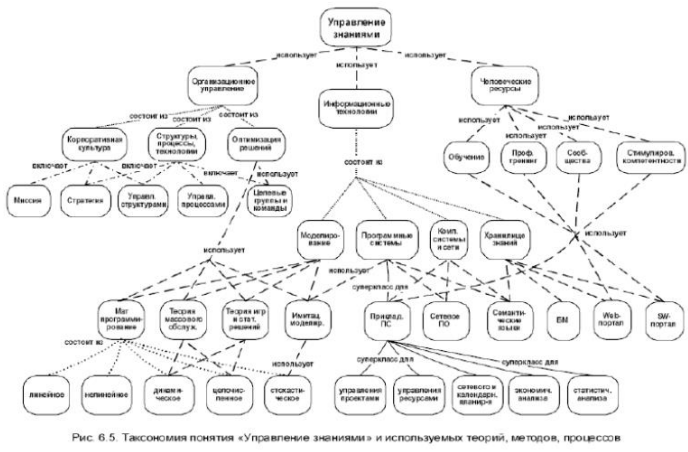 Управление
знаниями
использует
использует
использует
Организационное
управление
Информационные
технологии
Человеческие
ресурсы
состоит из
состоит из
состоит из
использует
использует
использует
использует
Корпоративная
культура
Структуры,
процессы,
технологии
Оптимизация
решений
состоит из
Обучение
Проф.
тренинг
Сооб-
щества
Стимулиров.
компетентности
включает
включает
включает
использует
Миссия
Стратегия
Управл.
структурами
Управл.
процессами
Целевые
группы и
команды
использует
использует
Моделиро-
вание
Программные
системы
Комп.
системы
и сети
Хранилище
знаний
использует
суперкласс для
Мат
программи-
рование
Теория
массового
обслуж.
Теория игр
и стат.
решений
Имитац.
моделир.
Приклад.
ПС
Сетевое
ПО
Семанти-
ческие
языки
Web-
портал
SW-
портал
состоит из
использует
суперкласс для
суперкласс для
линейное
нелинейное
динами-
ческое
целочис-
ленное
стохасти-
ческое
управления
проектами
управления
ресурсами
сетевого и
календарн.
планир-я
экономич.
анализа
статистич.
анализа
Рис. 6.5. Таксономия понятия «Управление знаниями» и используемых теорий, методов, процессов